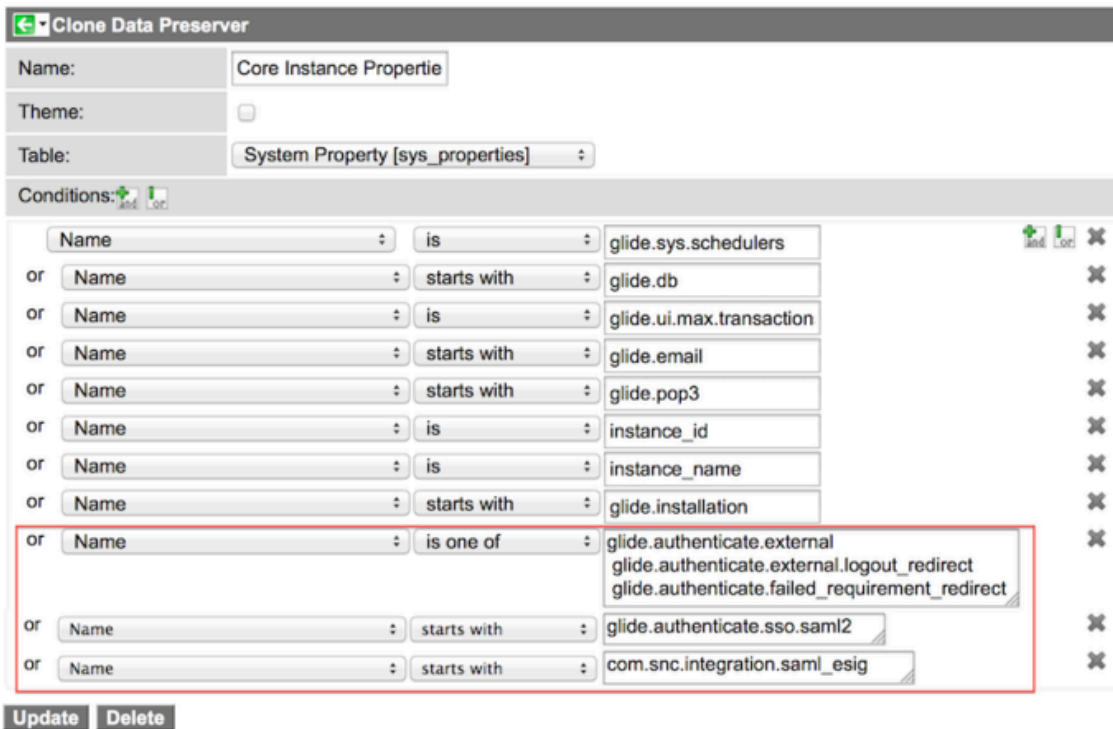 Clone Data Preserver
Name: Core Instance Propertie
Theme:
Table: System Property [sys_properties]
Conditions: and or
Name is glide.sys.schedulers and or
or Name starts with glide.db
or Name is glide.ui.max.transaction
or Name starts with glide.email
or Name starts with glide.pop3
or Name is instance_id
or Name is instance_name
or Name starts with glide.installation
or Name is one of glide.authenticate.external
glide.authenticate.external.logout_redirect
glide.authenticate.failed_requirement_redirect
or Name starts with glide.authenticate.sso.saml2
or Name starts with com.snc.integration.saml_esig
Update Delete